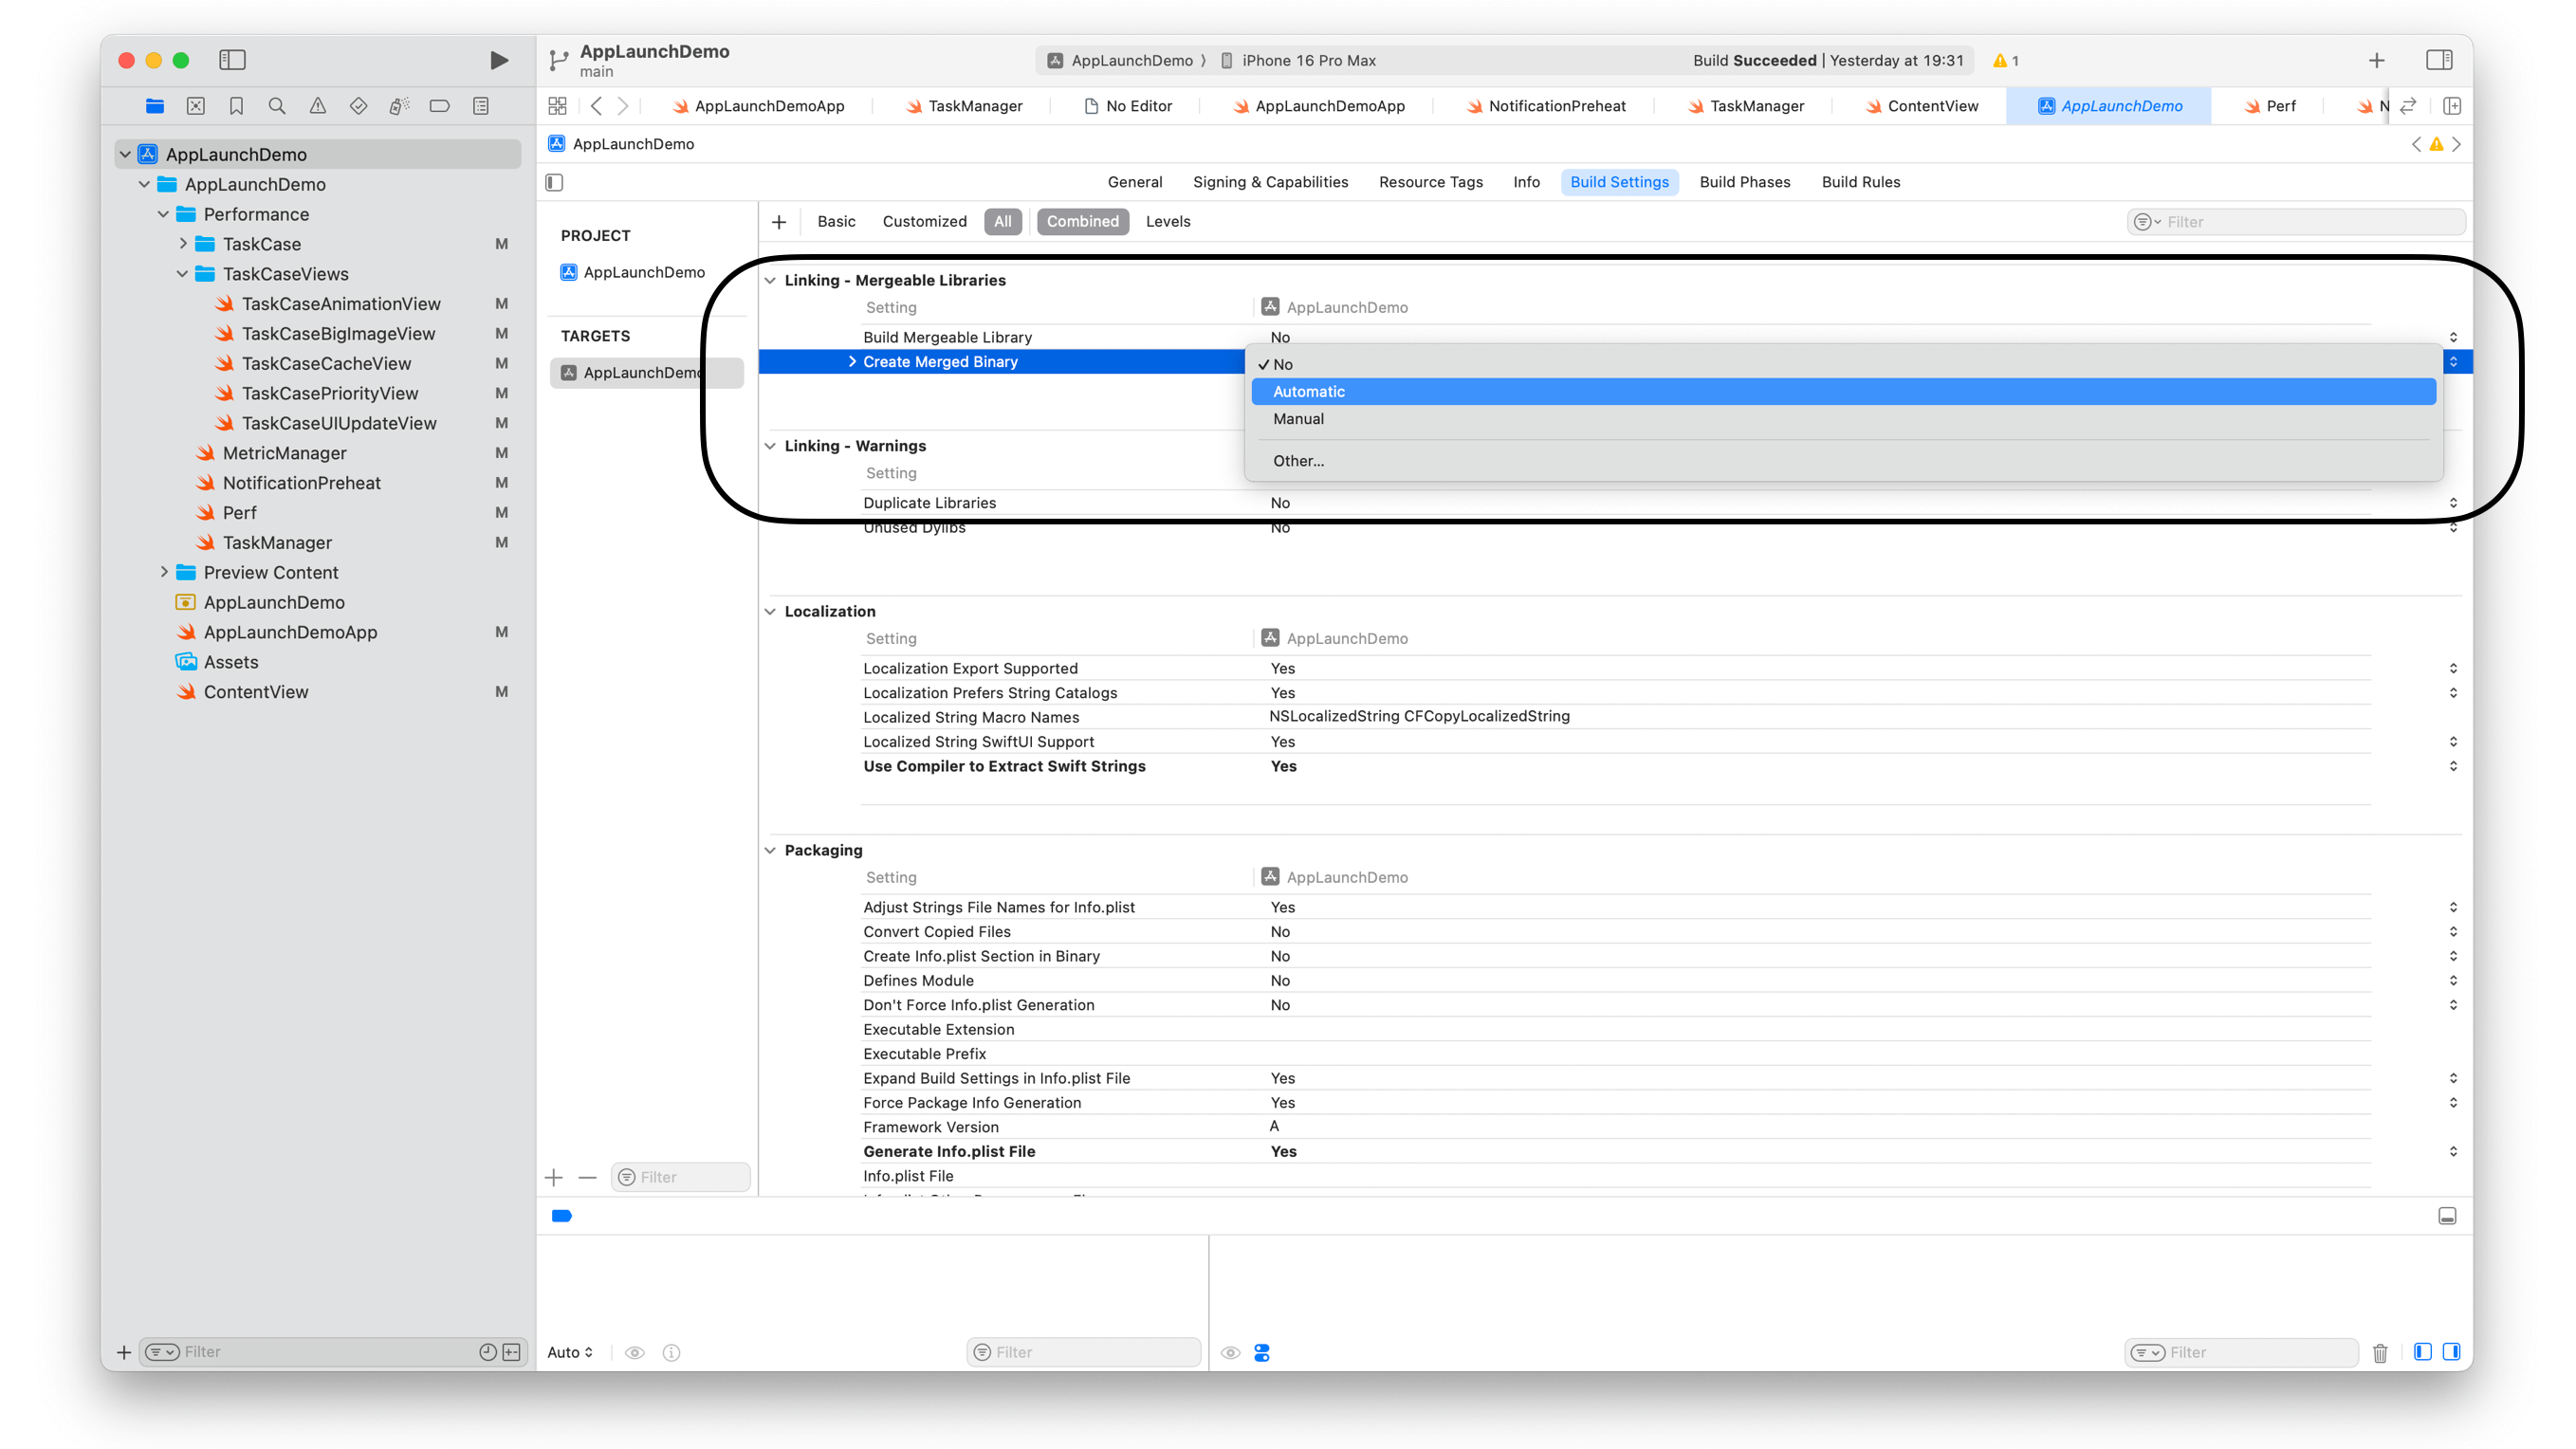 AppLaunchDemo
main
AppLaunchDemo
iPhone 16 Pro Max
Build Succeeded | Yesterday at 19:31
1
AppLaunchDemoApp
TaskManager
No Editor
AppLaunchDemoApp
NotificationPreheat
TaskManager
ContentView
AppLaunchDemo
Perf
N
AppLaunchDemo
AppLaunchDemo
AppLaunchDemo
Performance
TaskCase M
TaskCaseViews
TaskCaseAnimationView M
TaskCaseBigImageView M
TaskCaseCacheView M
TaskCasePriorityView M
TaskCaseUIUpdateView M
MetricManager M
NotificationPreheat M
Perf M
TaskManager M
Preview Content
AppLaunchDemo
AppLaunchDemoApp M
Assets
ContentView M
Filter
General
Signing & Capabilities
Resource Tags
Info
Build Settings
Build Phases
Build Rules
PROJECT
AppLaunchDemo
TARGETS
AppLaunchDemo
Filter
Basic
Customized
All
Combined
Levels
Filter
Linking - Mergeable Libraries
Setting AppLaunchDemo
Build Mergeable Library No
Create Merged Binary
No
Automatic
Manual
Other...
Linking - Warnings
Setting
Duplicate Libraries No
Unused Dylibs No
Localization
Setting AppLaunchDemo
Localization Export Supported Yes
Localization Prefers String Catalogs Yes
Localized String Macro Names NSLocalizedString CFCopyLocalizedString
Localized String SwiftUI Support Yes
Use Compiler to Extract Swift Strings Yes
Packaging
Setting AppLaunchDemo
Adjust Strings File Names for Info.plist Yes
Convert Copied Files No
Create Info.plist Section in Binary No
Defines Module No
Don't Force Info.plist Generation No
Executable Extension
Executable Prefix
Expand Build Settings in Info.plist File Yes
Force Package Info Generation Yes
Framework Version A
Generate Info.plist File Yes
Info.plist File
Auto
Filter
Filter